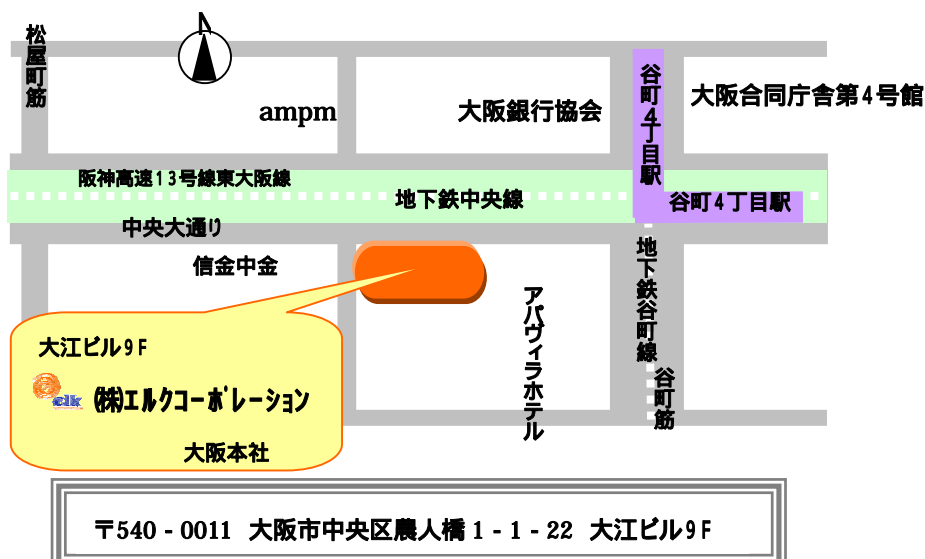 N
松屋町筋
谷町4丁目駅
大阪合同庁舎第4号館
ampm
大阪銀行協会
阪神高速13号線東大阪線
地下鉄中央線
谷町4丁目駅
中央大通り
信金中金
地下鉄谷町線
アパヴィラホテル
谷町筋
大江ビル9F
elk ㈱エルクコーポレーション
大阪本社
〒540 - 0011 大阪市中央区農人橋1 - 1 - 22 大江ビル9F